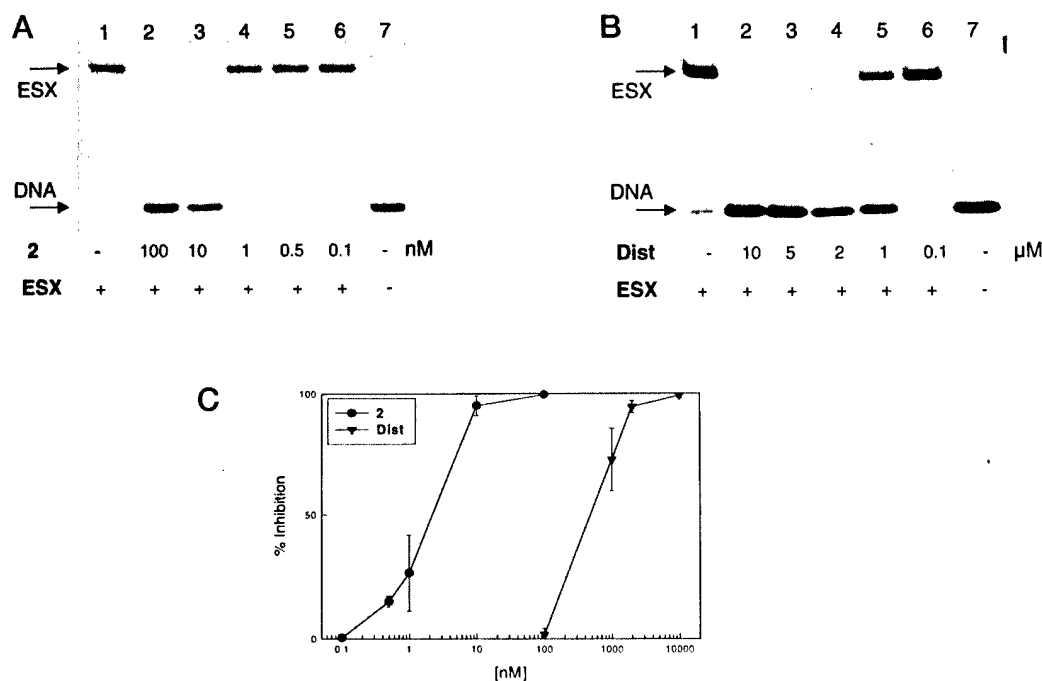 A
1 2 3 4 5 6 7
ESX
DNA
2 - 100 10 1 0.5 0.1 - nM
ESX + + + + + + -
B
1 2 3 4 5 6 7
ESX
DNA
Dist - 10 5 2 1 0.1 - µM
ESX + + + + + + -
C
2
Dist
% Inhibition
100
50
0
0 1 1 10 100 1000 10000
[nM]